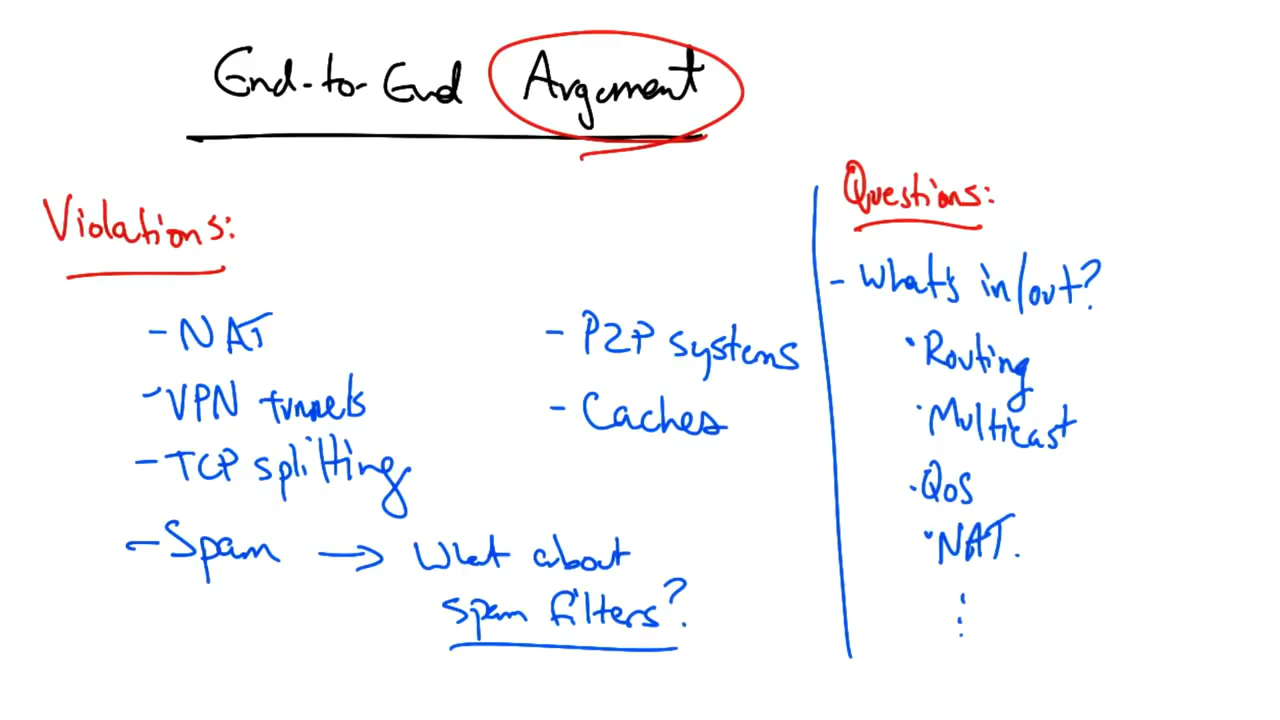 End-to-End Argument
Violations:
- NAT
- VPN tunnels
- TCP splitting
- Spam → What about
spam filters?
- P2P systems
- Caches
Questions:
- What's in/out?
• Routing
• Multicast
• QoS
• NAT.
⋮